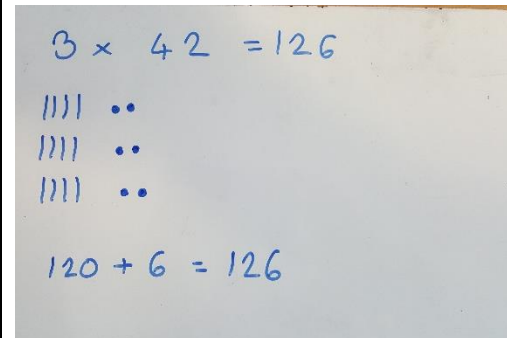 3 × 42 = 126
|||| ••
|||| ••
|||| ••
120 + 6 = 126